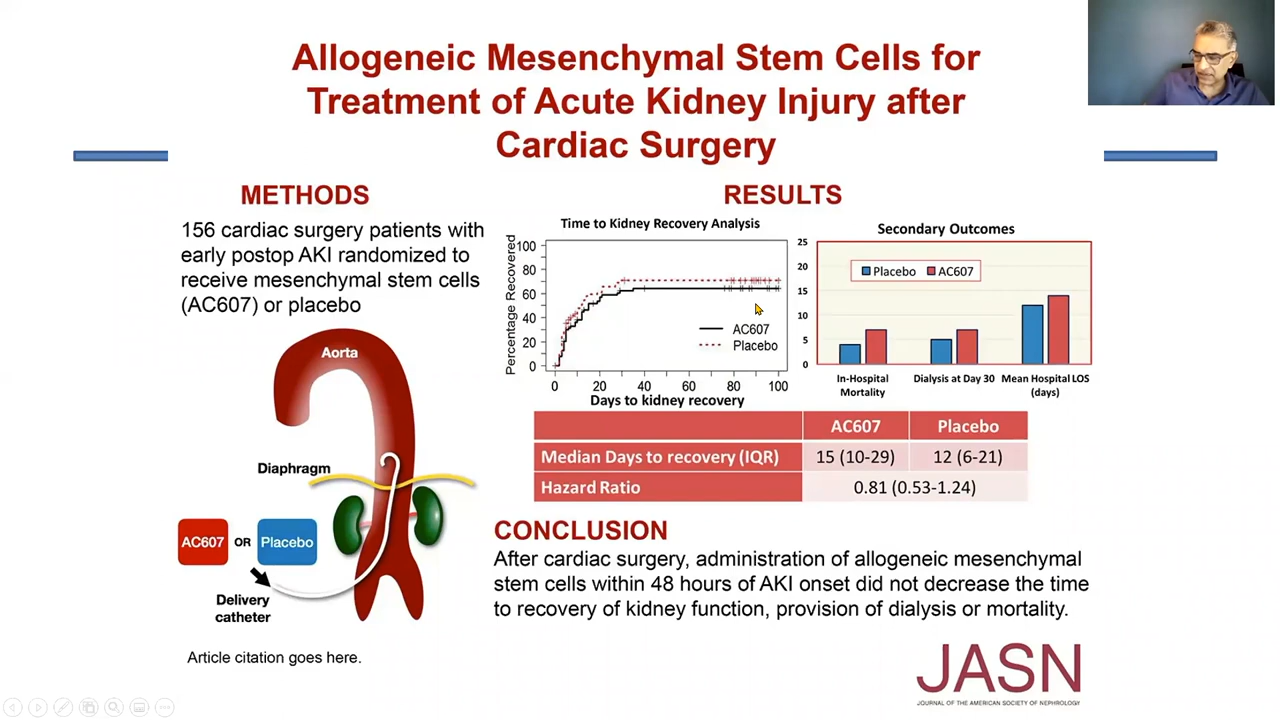 Allogeneic Mesenchymal Stem Cells for
Treatment of Acute Kidney Injury after
Cardiac Surgery
METHODS
156 cardiac surgery patients with
early postop AKI randomized to
receive mesenchymal stem cells
(AC607) or placebo
Aorta
Diaphragm
AC607 OR Placebo
Delivery
catheter
Article citation goes here.
RESULTS
Time to Kidney Recovery Analysis
Percentage Recovered
100
80
60
40
20
0
AC607
Placebo
0 20 40 60 80 100
Days to kidney recovery
Secondary Outcomes
25
20
15
10
5
0
Placebo AC607
In-Hospital
Mortality
Dialysis at Day 30
Mean Hospital LOS
(days)
AC607 Placebo
Median Days to recovery (IQR) 15 (10-29) 12 (6-21)
Hazard Ratio 0.81 (0.53-1.24)
CONCLUSION
After cardiac surgery, administration of allogeneic mesenchymal
stem cells within 48 hours of AKI onset did not decrease the time
to recovery of kidney function, provision of dialysis or mortality.
JASN
JOURNAL OF THE AMERICAN SOCIETY OF NEPHROLOGY